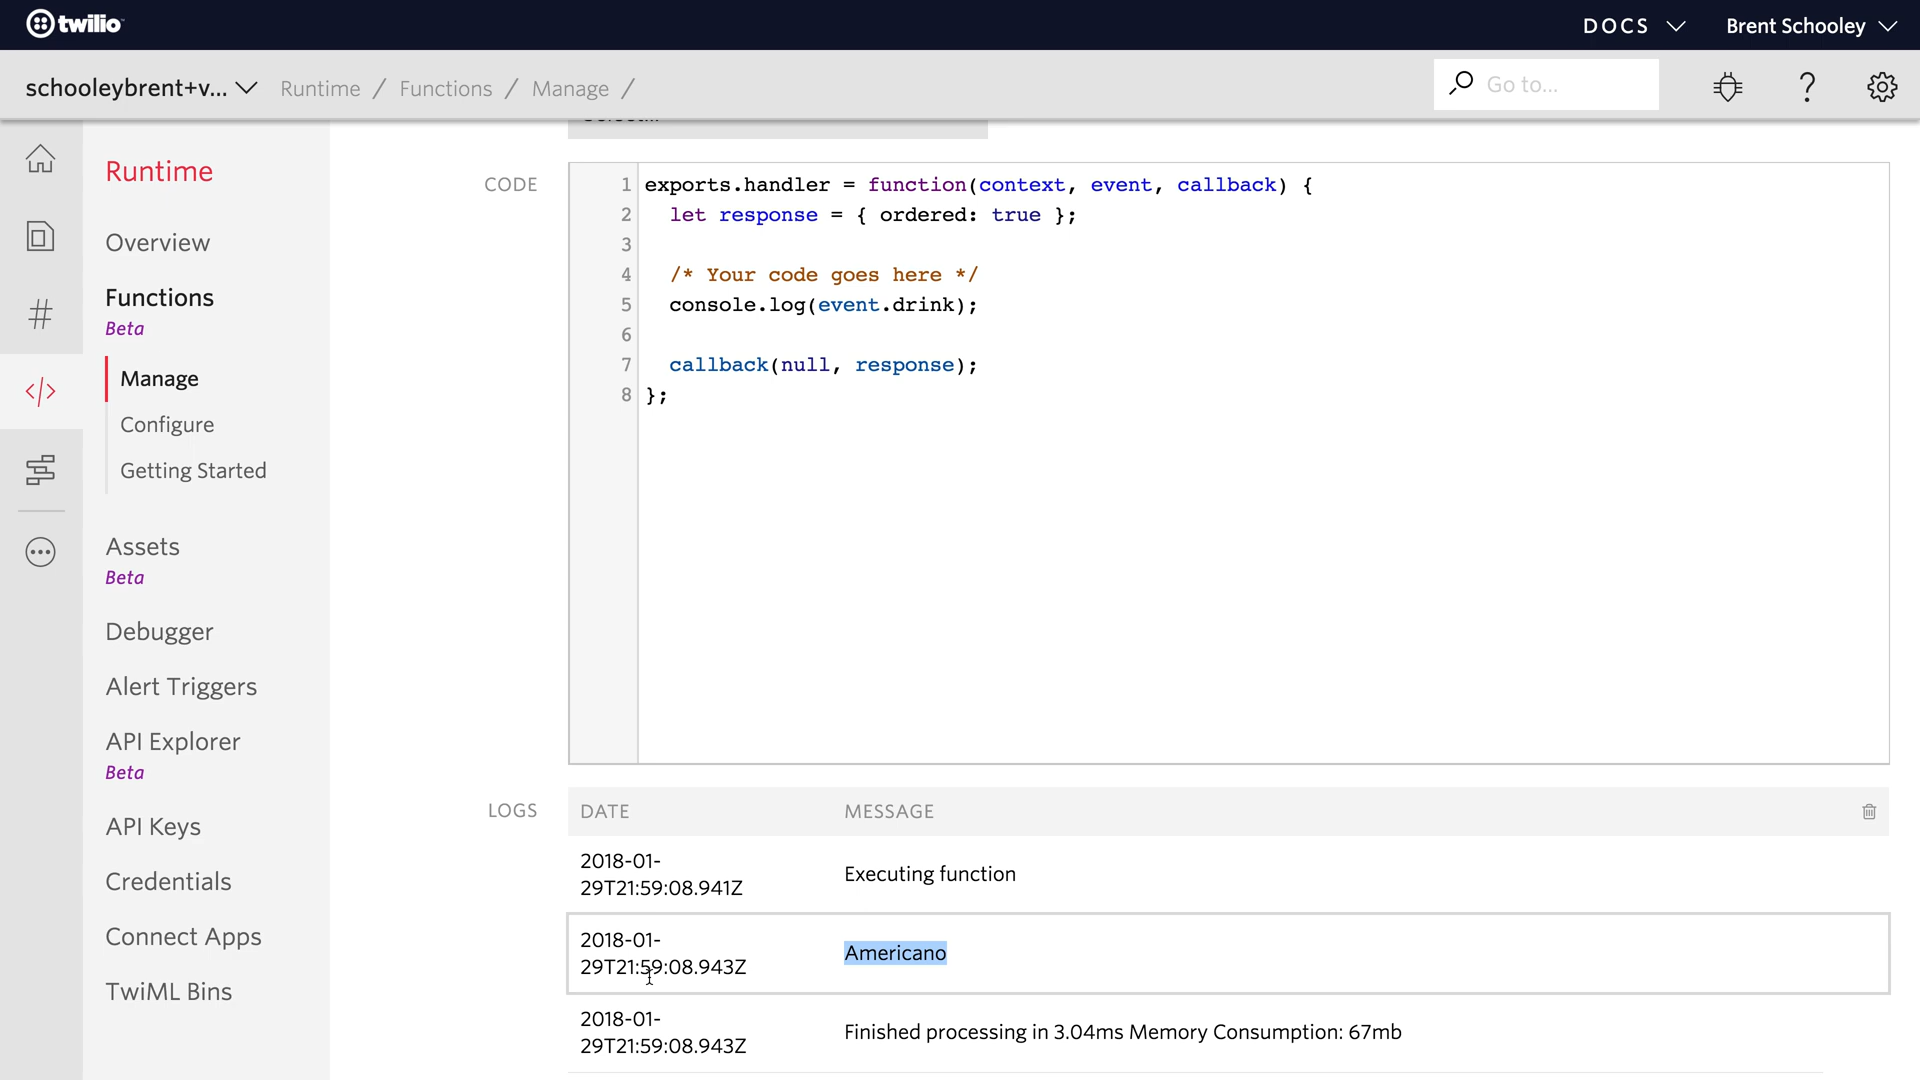 twilio
DOCS
Brent Schooley
schooleybrent+v...
Runtime / Functions / Manage /
Go to...
Select...
Runtime
Overview
Functions
Beta
Manage
Configure
Getting Started
Assets
Beta
Debugger
Alert Triggers
API Explorer
Beta
API Keys
Credentials
Connect Apps
TwiML Bins
CODE
1 exports.handler = function(context, event, callback) {
2 let response = { ordered: true };
3
4 /* Your code goes here */
5 console.log(event.drink);
6
7 callback(null, response);
8 };
LOGS
DATE MESSAGE
2018-01-
29T21:59:08.941Z
Executing function
2018-01-
29T21:59:08.943Z
Americano
2018-01-
29T21:59:08.943Z
Finished processing in 3.04ms Memory Consumption: 67mb